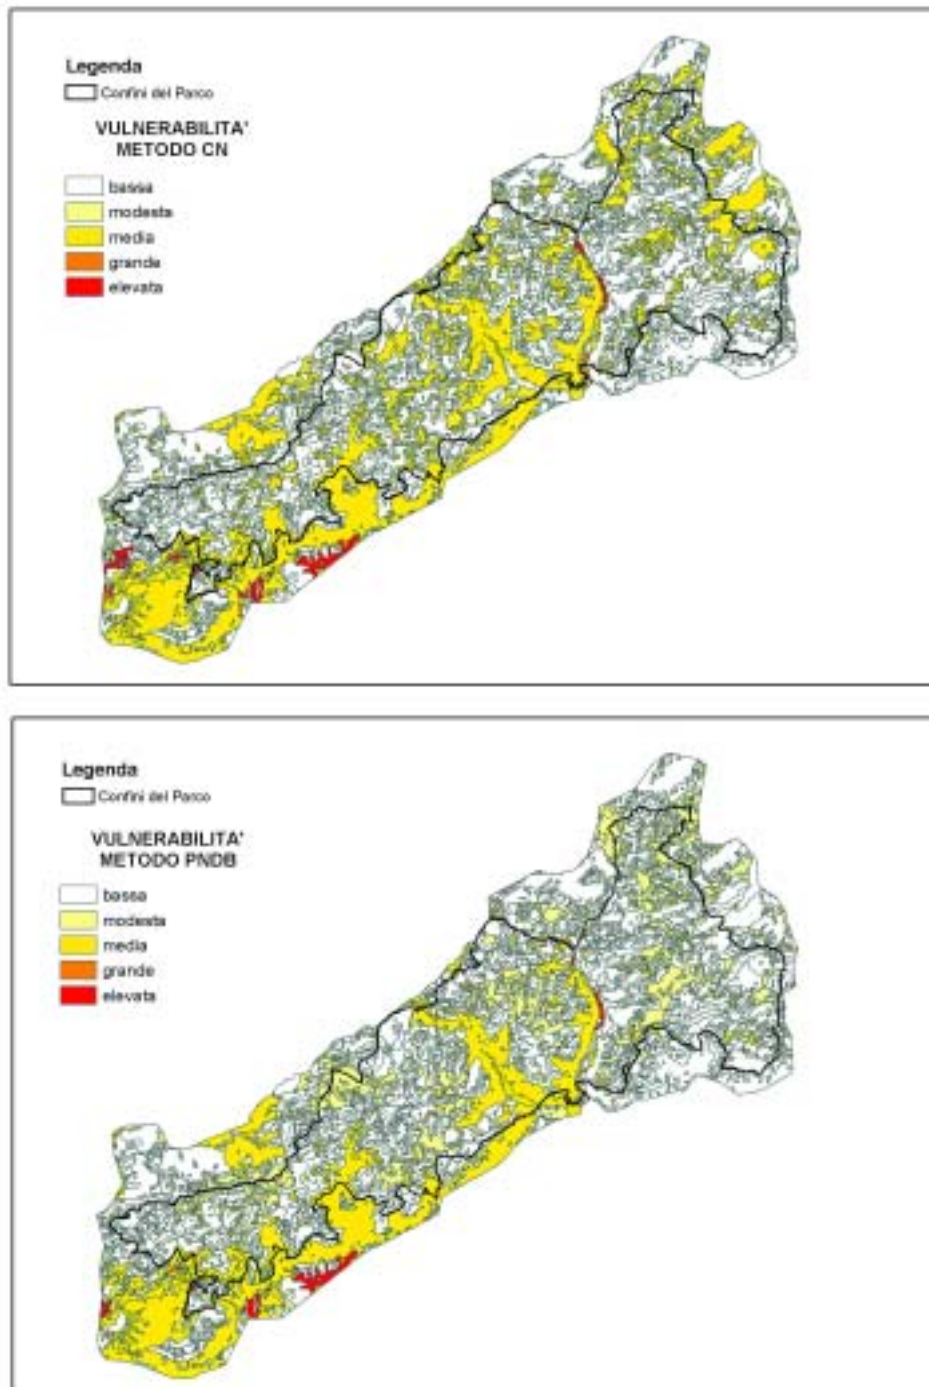 Legenda
Confini del Parco
VULNERABILITA'
METODO CN
bassa
modesta
media
grande
elevata
Legenda
Confini del Parco
VULNERABILITA'
METODO PNDB
bassa
modesta
media
grande
elevata